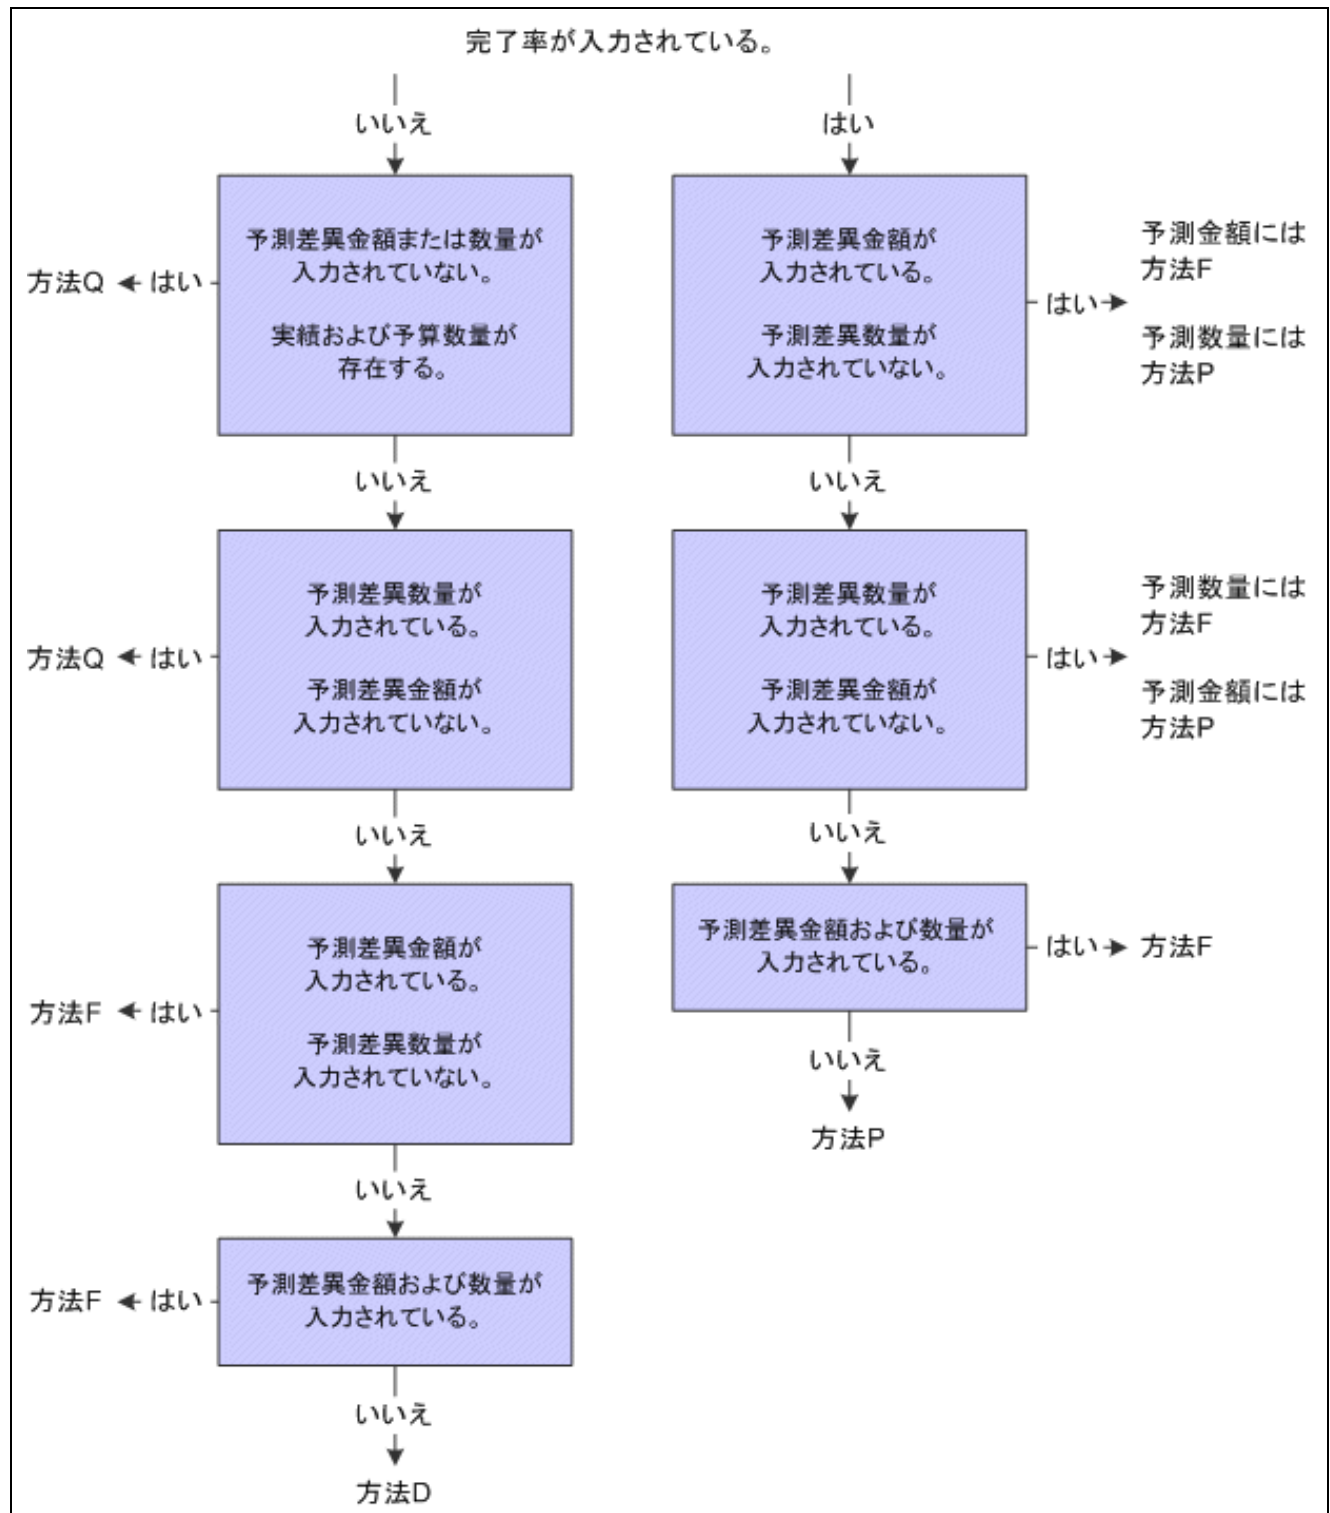 完了率が入力されている。
いいえ
はい
予測差異金額または数量が
入力されていない。
実績および予算数量が
存在する。
はい
方法Q
予測差異金額が
入力されている。
予測差異数量が
入力されていない。
はい
予測金額には
方法F
予測数量には
方法P
いいえ
いいえ
予測差異数量が
入力されている。
予測差異金額が
入力されていない。
はい
方法Q
予測差異数量が
入力されている。
予測差異金額が
入力されていない。
はい
予測数量には
方法F
予測金額には
方法P
いいえ
いいえ
予測差異金額が
入力されている。
予測差異数量が
入力されていない。
はい
方法F
予測差異金額および数量が
入力されている。
はい
方法F
いいえ
方法P
いいえ
予測差異金額および数量が
入力されている。
はい
方法F
いいえ
方法D